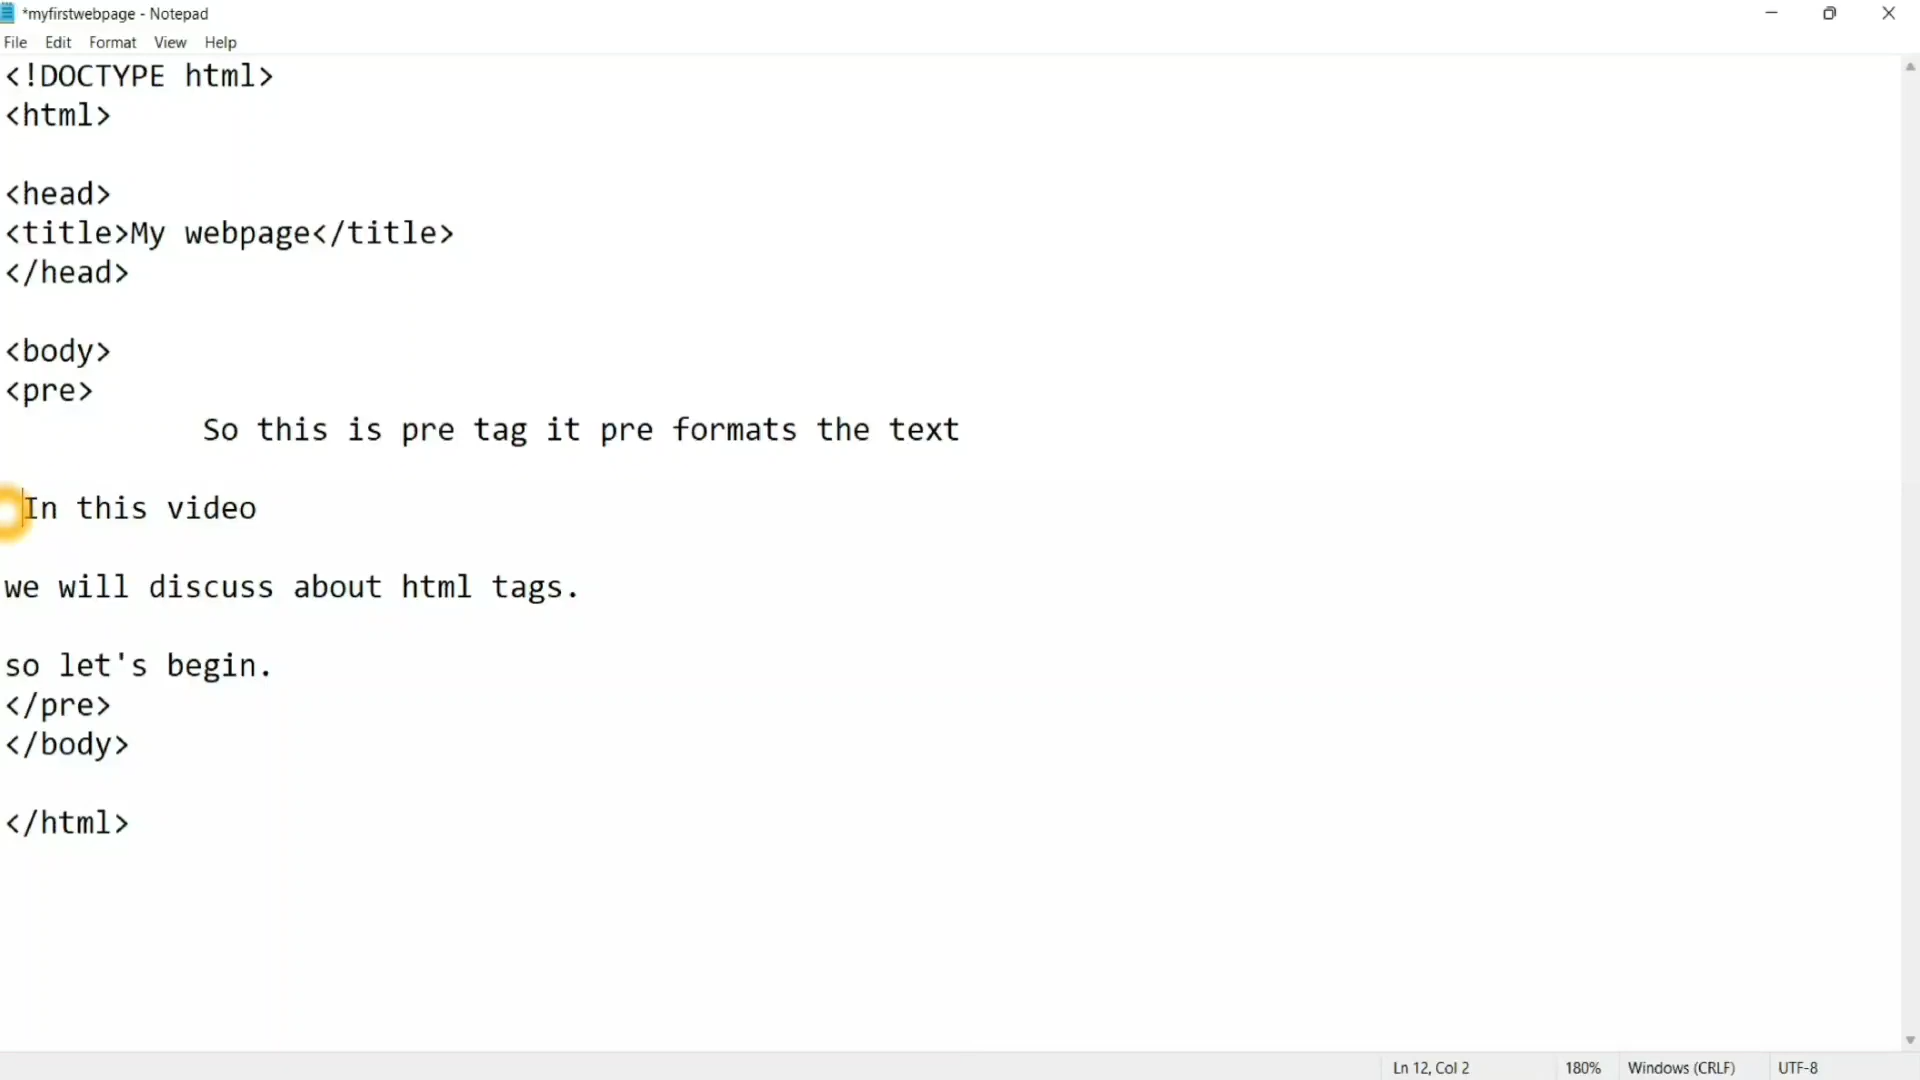 *myfirstwebpage - Notepad
File Edit Format View Help
<!DOCTYPE html>
<html>
<head>
<title>My webpage</title>
</head>
<body>
<pre>
So this is pre tag it pre formats the text
In this video
we will discuss about html tags.
so let's begin.
</pre>
</body>
</html>
Ln 12, Col 2 180% Windows (CRLF) UTF-8